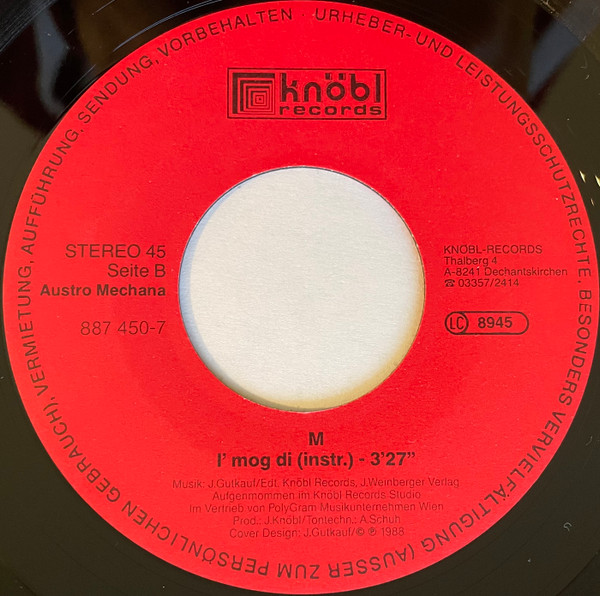 URHEBER- UND LEISTUNGSSCHUTZRECHTE, BESONDERS VERVIELFÄLTIGUNG (AUSSER ZUM PERSÖNLICHEN GEBRAUCH), VERMIETUNG, AUFFÜHRUNG, SENDUNG, VORBEHALTEN ·
knöbl
records
STEREO 45
Seite B
Austro Mechana
887 450-7
KNÖBL-RECORDS
Thalberg 4
A-8241 Dechantskirchen
☎ 03357/2414
LC 8945
M
I' mog di (instr.) - 3'27”
Musik: J.Gutkauf/Edt. Knöbl Records, J.Weinberger Verlag
Aufgenommen im Knöbl Records Studio
Im Vertrieb von PolyGram Musikunternehmen Wien
Prod.: J.Knöbl/Tontechn.: A.Schuh
Cover Design: J.Gutkauf/© ℗ 1988